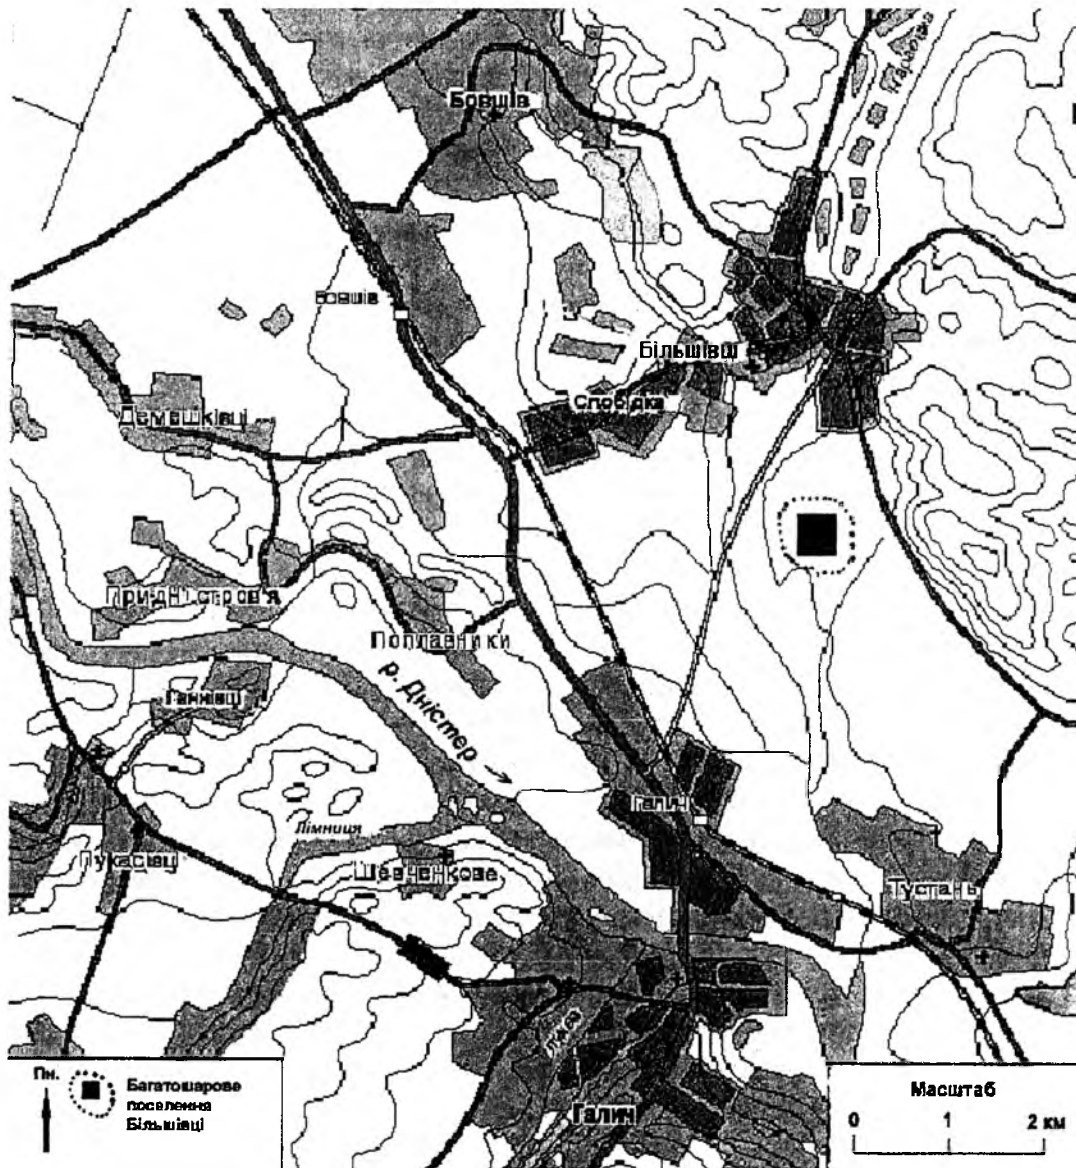 Бовшів
Бовшів
Більшівці
Слобідка
Демешківці
Придністров'я
Поплавники
р. Дністер
Ганнівці
Галич
Лімниця
Шевченкове
Тустань
Лукв
Галич
Пн.
Багатошарове
поселення
Більшівці
Масштаб
0 1 2 км